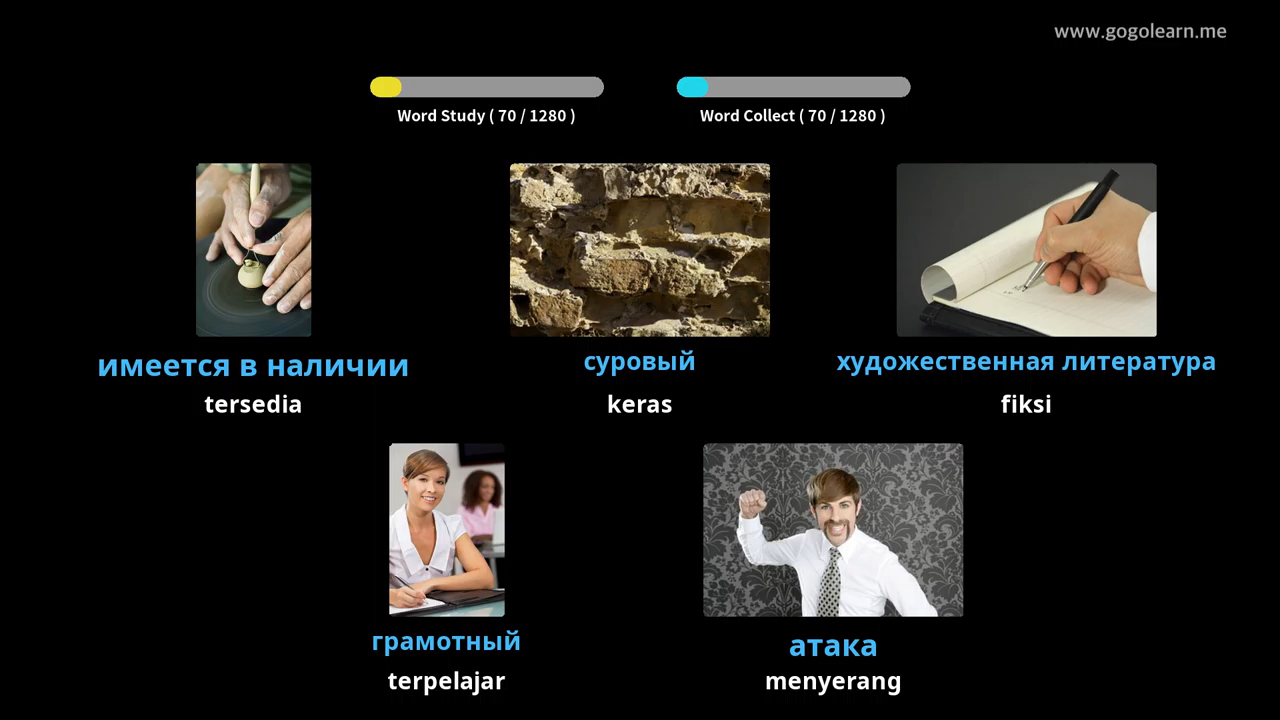 www.gogolearn.me
Word Study ( 70 / 1280 )
Word Collect ( 70 / 1280 )
имеется в наличии
tersedia
суровый
keras
художественная литература
fiksi
грамотный
terpelajar
атака
menyerang